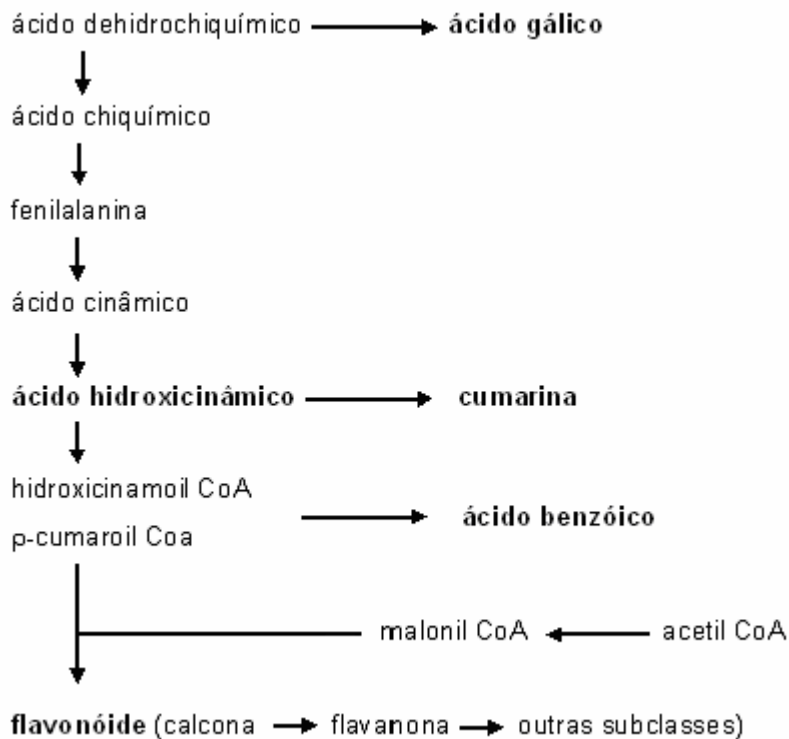 ácido dehidrochiquímico ácido gálico
ácido chiquímico
fenilalanina
ácido cinâmico
ácido hidroxicinâmico cumarina
hidroxicinamoil CoA
ácido benzóico
ρ-cumaroil Coa
malonil CoA acetil CoA
flavonóide (calcona flavanona outras subclasses)